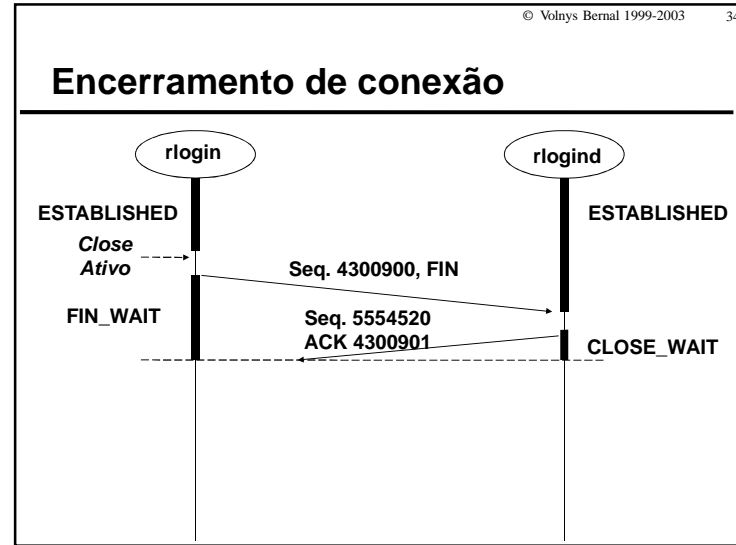 © Volnys Bernal 1999-2003 34
Encerramento de conexão
rlogin
rlogind
ESTABLISHED
ESTABLISHED
Close
Ativo
Seq. 4300900, FIN
FIN_WAIT
Seq. 5554520
ACK 4300901
CLOSE_WAIT